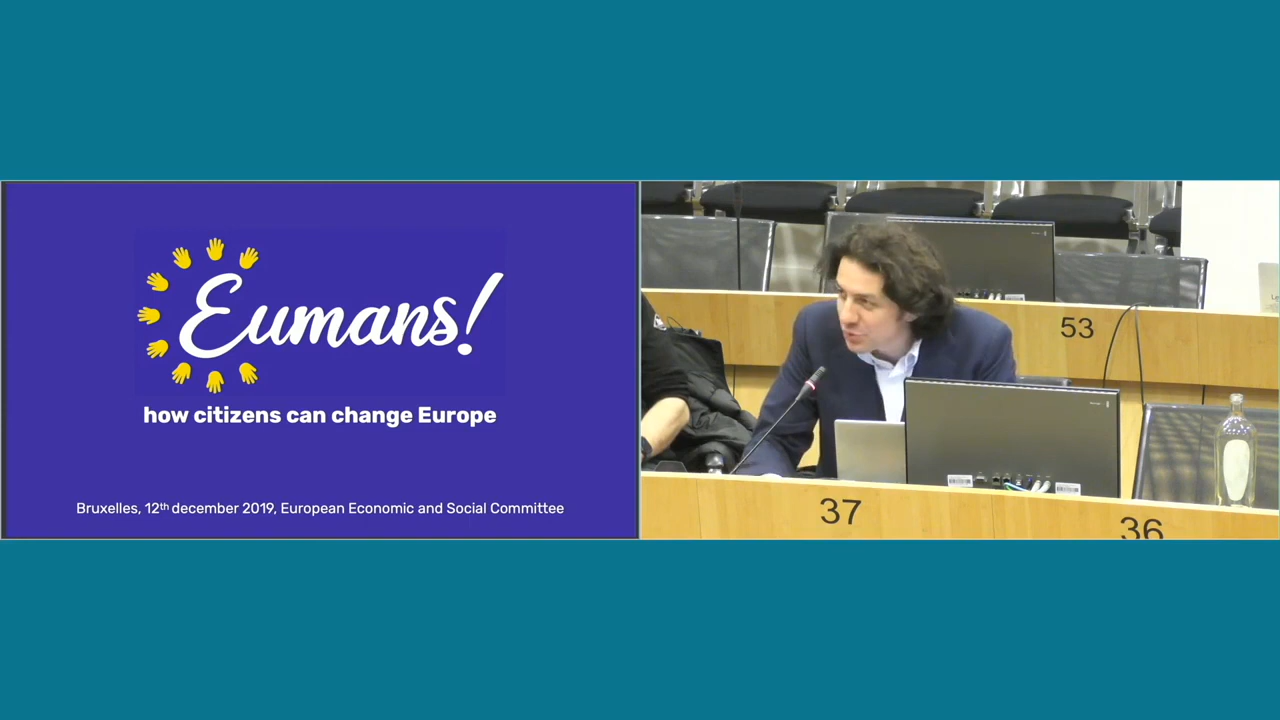 Eumans!
how citizens can change Europe
Bruxelles, 12th december 2019, European Economic and Social Committee
53
37
36